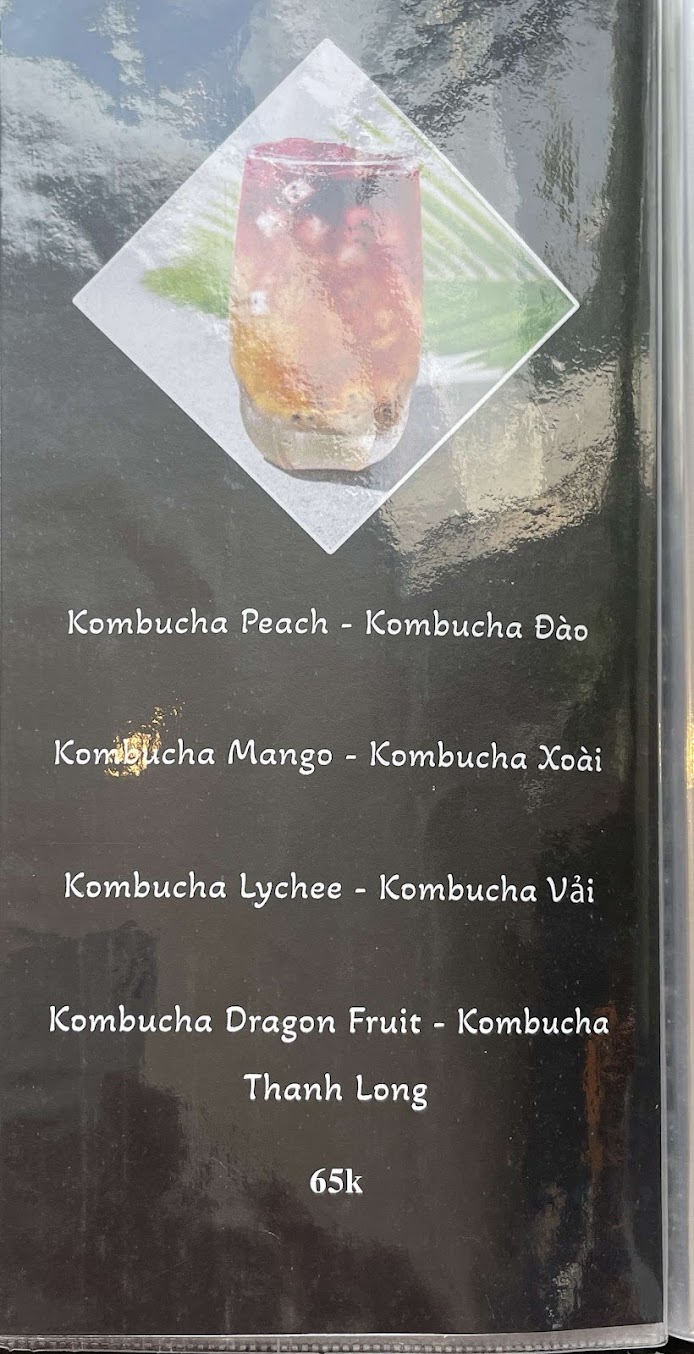 Kombucha Peach - Kombucha Đào
Kombucha Mango - Kombucha Xoài
Kombucha Lychee - Kombucha Vải
Kombucha Dragon Fruit - Kombucha
Thanh Long
65k